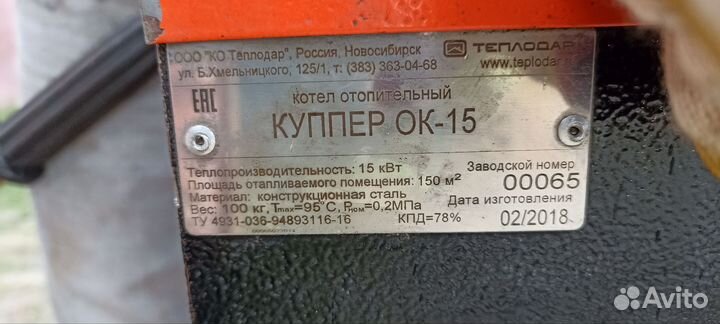 ООО "КО Теплодар", Россия, Новосибирск
ТЕПЛОДАР
ул. Б.Хмельницкого, 125/1, т: (383) 363-04-68
www.teplodar
EAC
котел отопительный
КУППЕР ОК-15
Теплопроизводительность: 15 кВт
Заводской номер
Площадь отапливаемого помещения: 150 м²
00065
Материал: конструкционная сталь
Дата изготовления
Вес: 100 кг, Tmax=95°C, Pном=0,2МПа
02/2018
ТУ 4931-036-94893116-16
КПД=78%
Avito